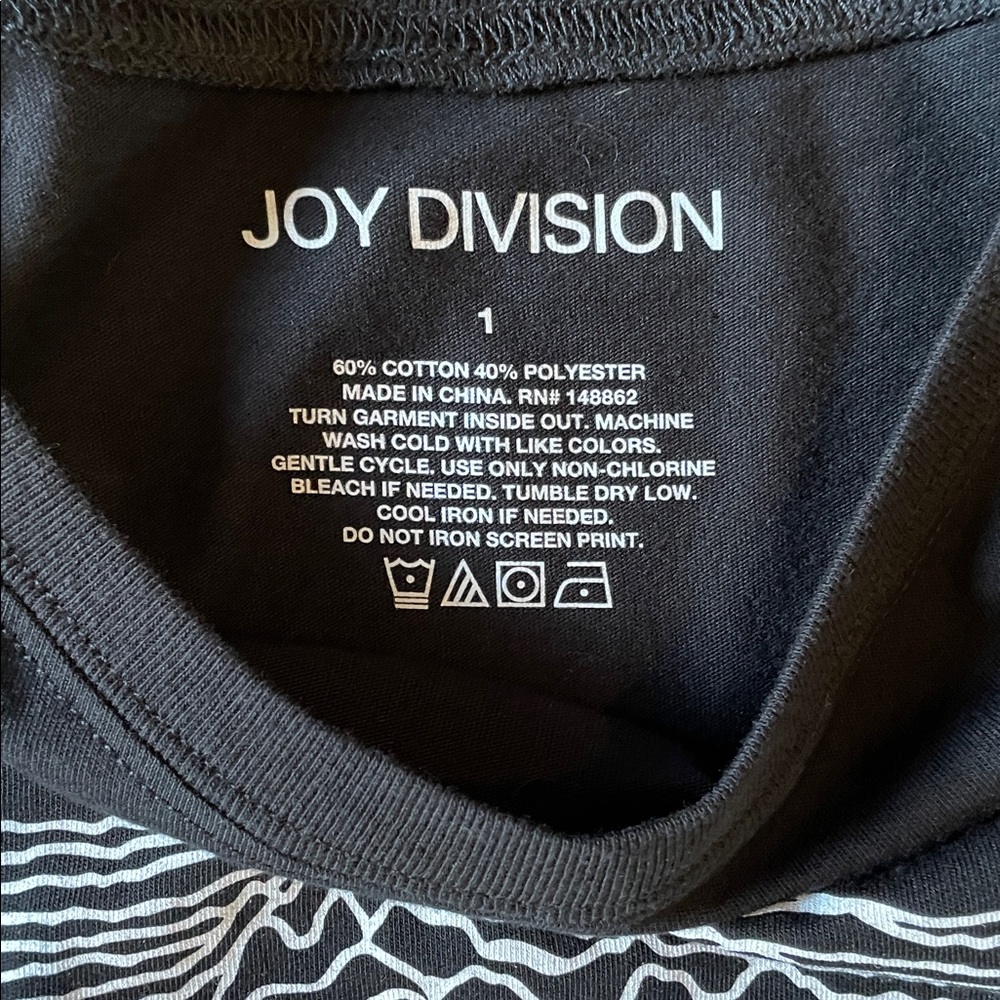 JOY DIVISION
1
60% COTTON 40% POLYESTER
MADE IN CHINA. RN# 148862
TURN GARMENT INSIDE OUT. MACHINE
WASH COLD WITH LIKE COLORS.
GENTLE CYCLE. USE ONLY NON-CHLORINE
BLEACH IF NEEDED. TUMBLE DRY LOW.
COOL IRON IF NEEDED.
DO NOT IRON SCREEN PRINT.